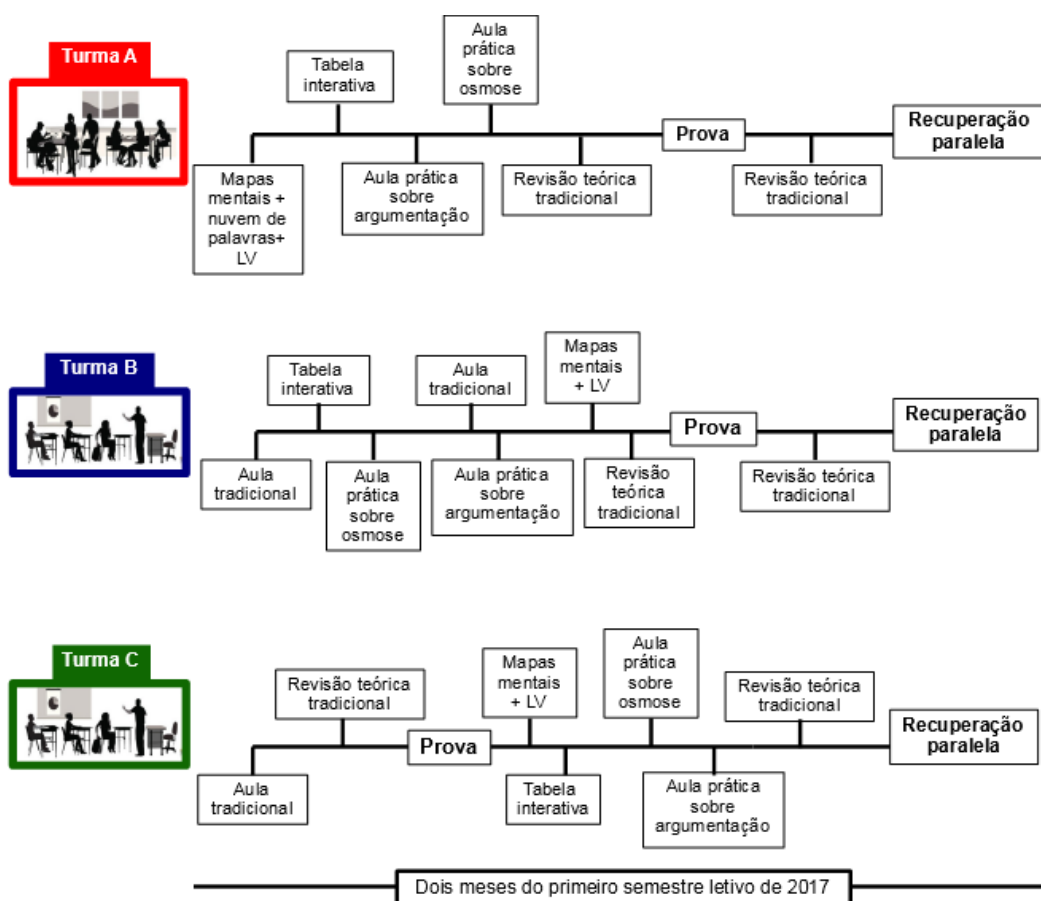 Turma A
Tabela
interativa
Aula
prática
sobre
osmose
Prova
Recuperação
paralela
Mapas
mentais +
nuvem de
palavras+
LV
Aula prática
sobre
argumentação
Revisão teórica
tradicional
Revisão teórica
tradicional
Turma B
Tabela
interativa
Aula
tradicional
Mapas
mentais
+ LV
Prova
Recuperação
paralela
Aula
tradicional
Aula
prática
sobre
osmose
Aula prática
sobre
argumentação
Revisão
teórica
tradicional
Revisão teórica
tradicional
Turma C
Revisão teórica
tradicional
Mapas
mentais
+ LV
Aula
prática
sobre
osmose
Revisão teórica
tradicional
Prova
Recuperação
paralela
Aula
tradicional
Tabela
interativa
Aula prática
sobre
argumentação
Dois meses do primeiro semestre letivo de 2017